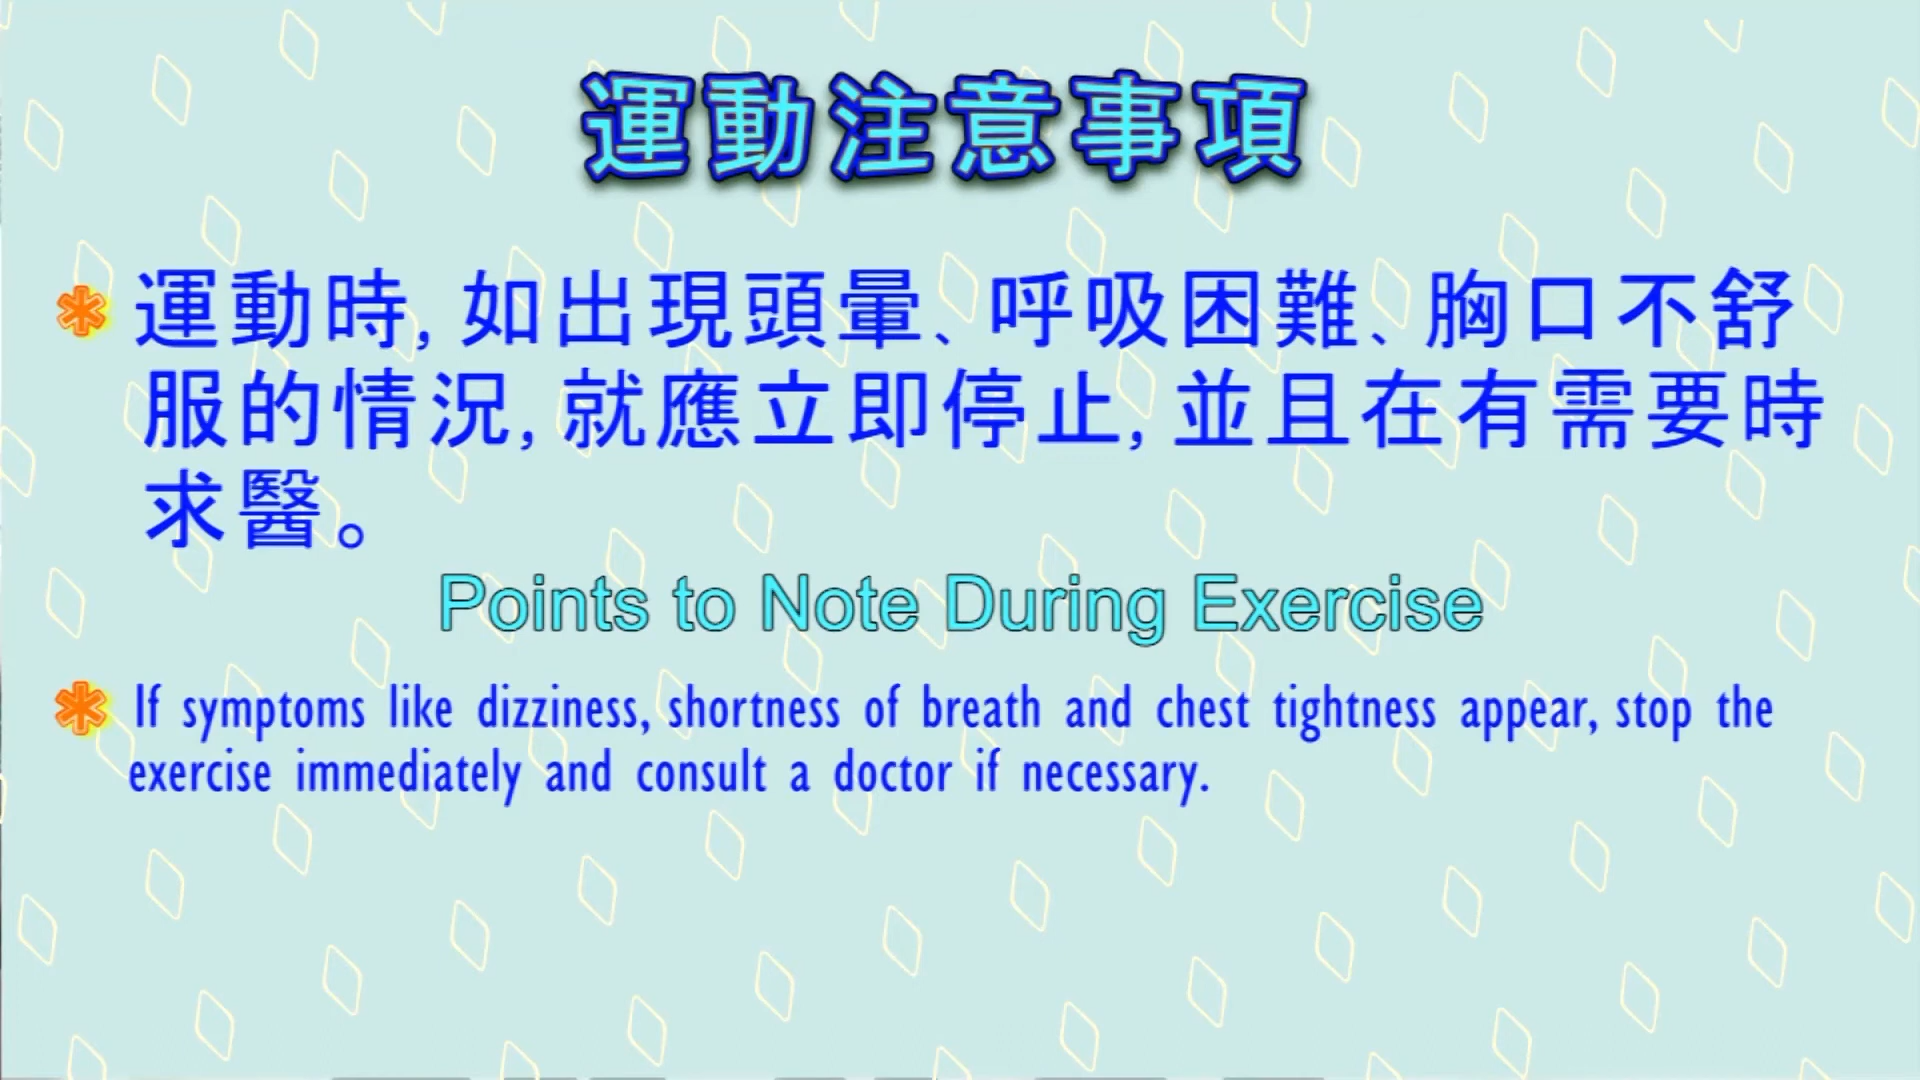 運動注意事項
運動時, 如出現頭暈、呼吸困難、胸口不舒
服的情況, 就應立即停止, 並且在有需要時
求醫。
Points to Note During Exercise
If symptoms like dizziness, shortness of breath and chest tightness appear, stop the
exercise immediately and consult a doctor if necessary.